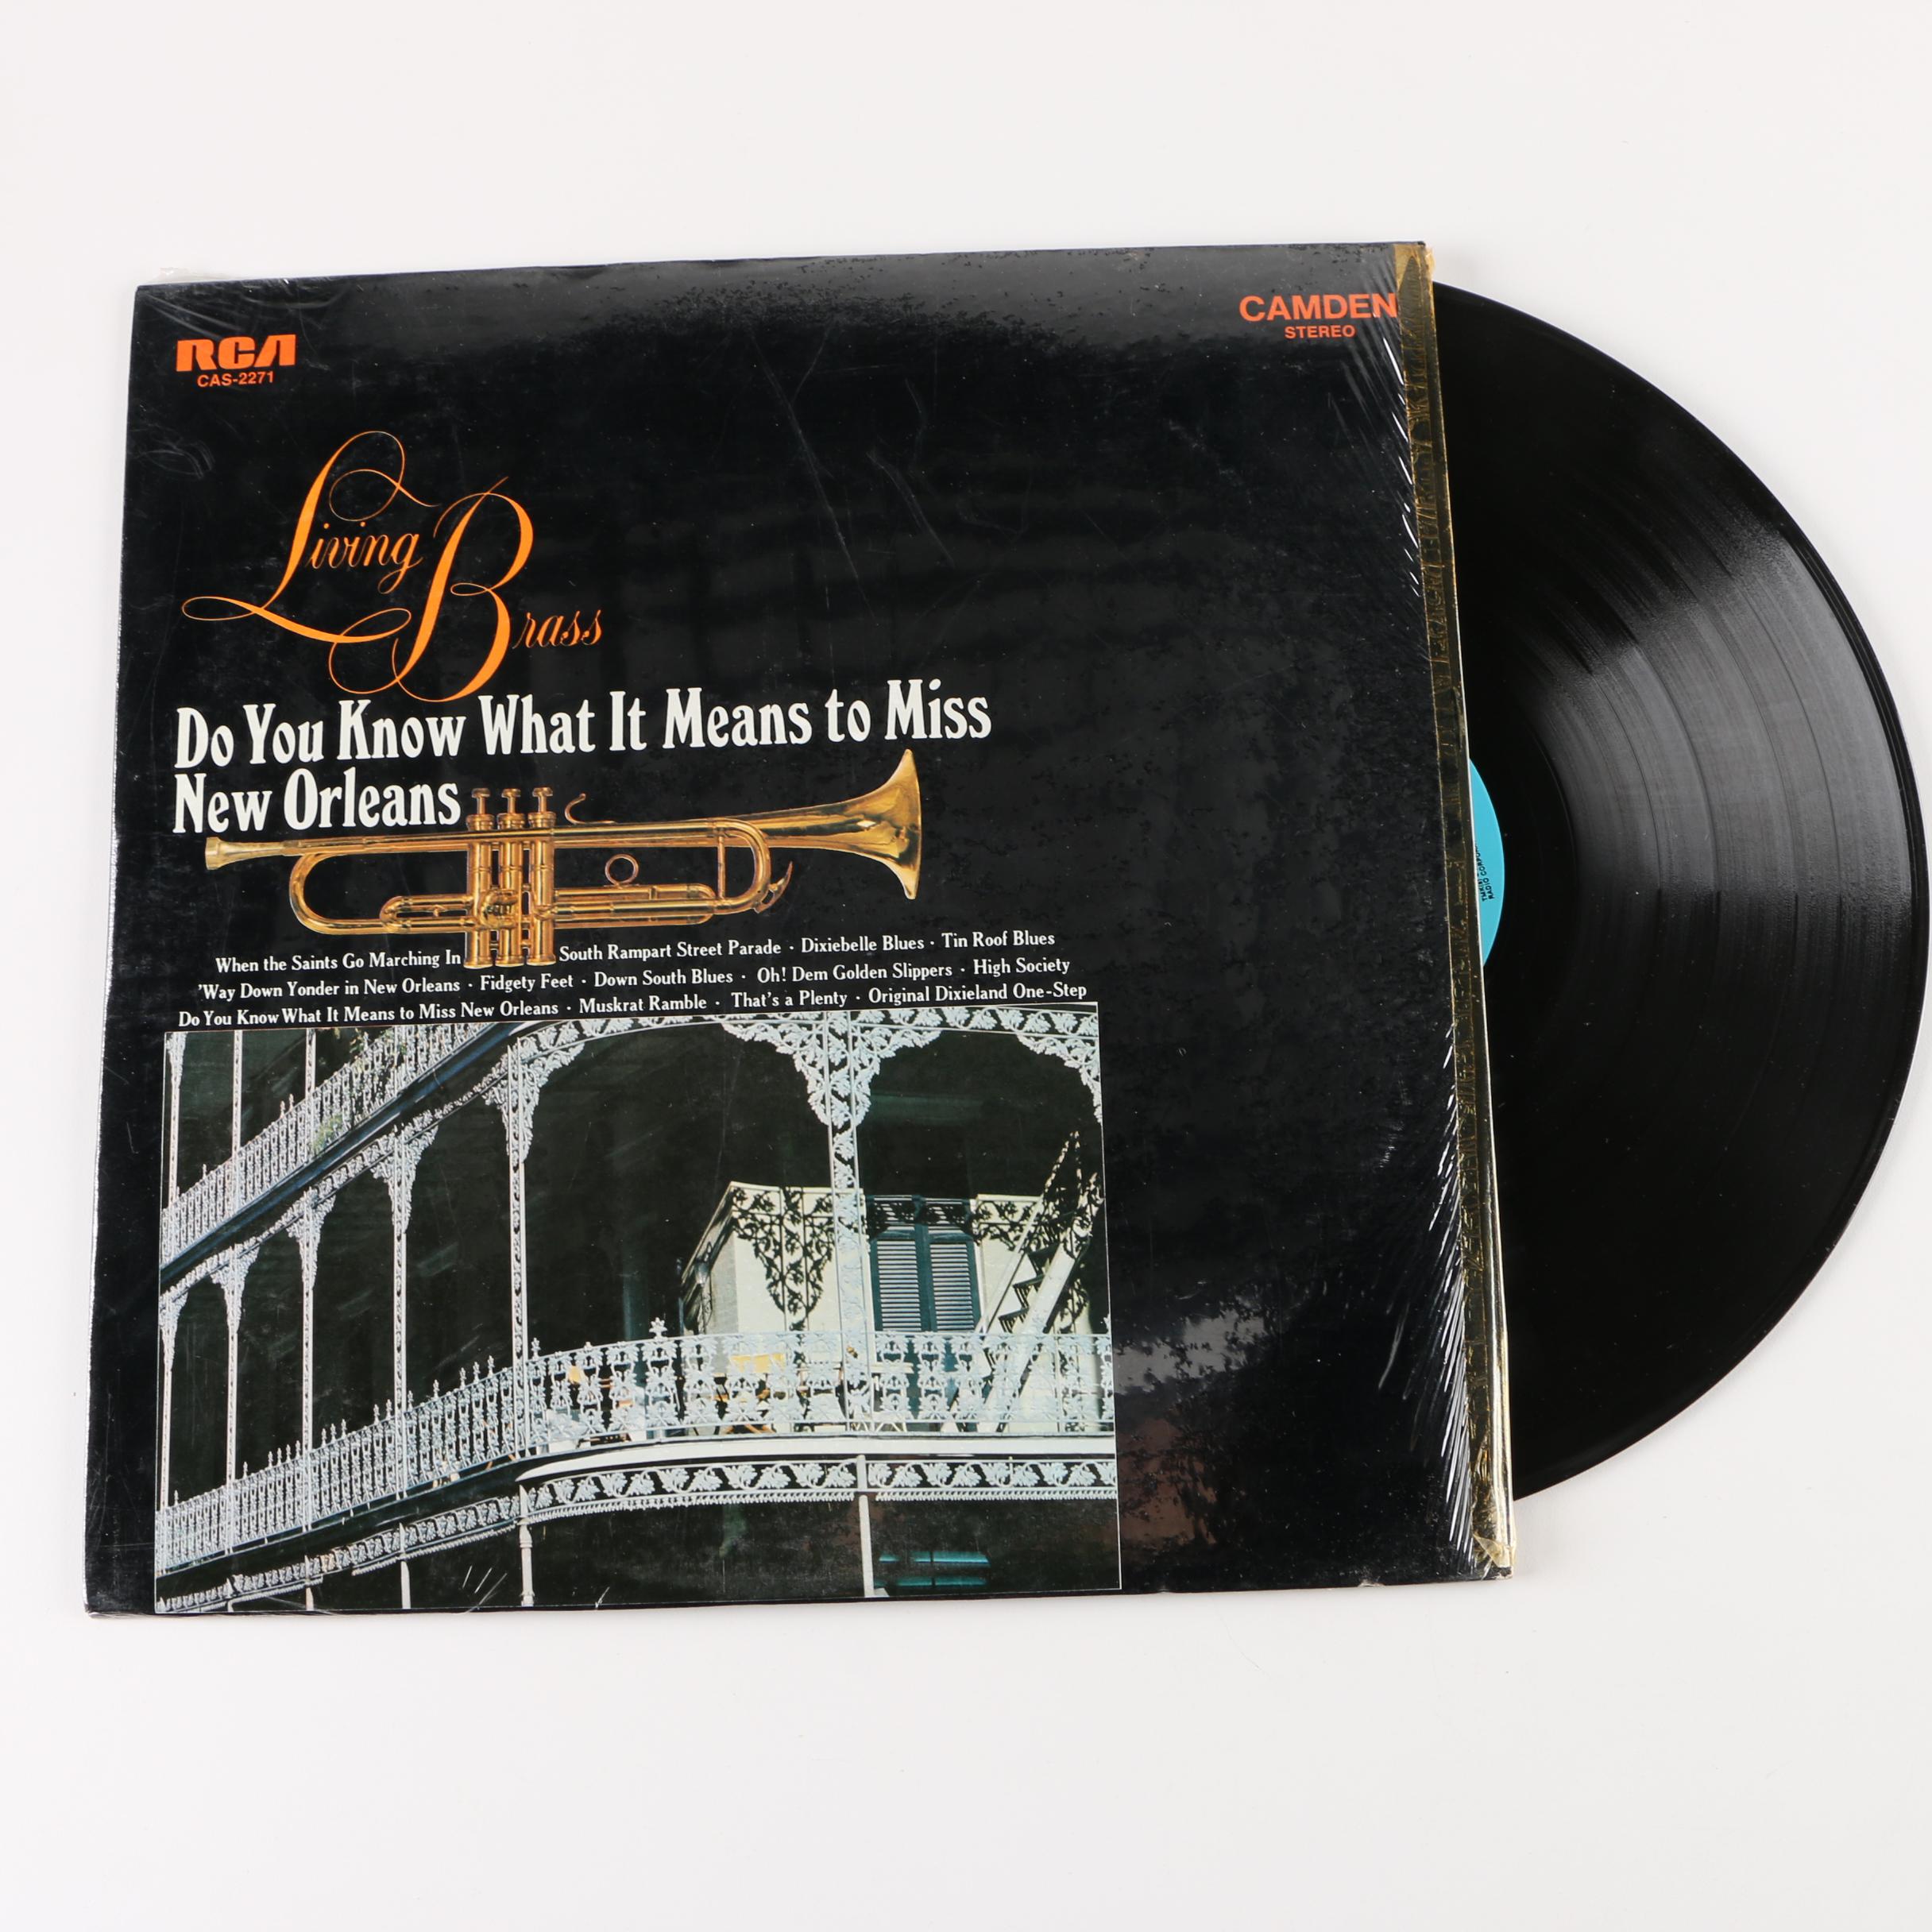 RCA
CAS-2271
CAMDEN
STEREO
Living
Brass
Do You Know What It Means to Miss
New Orleans
When the Saints Go Marching In South Rampart Street Parade · Dixiebelle Blues · Tin Roof Blues
'Way Down Yonder in New Orleans · Fidgety Feet · Down South Blues · Oh! Dem Golden Slippers · High Society
Do You Know What It Means to Miss New Orleans · Muskrat Ramble · That's a Plenty · Original Dixieland One-Step